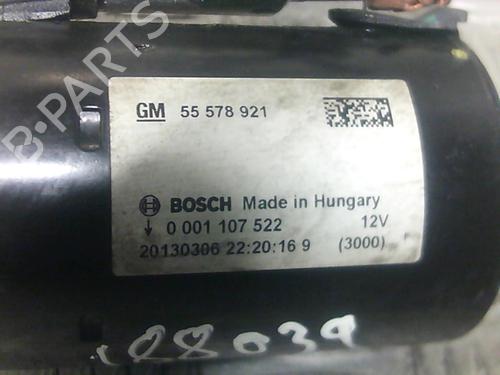 B-PARTS
GM 55 578 921
BOSCH Made in Hungary
0 001 107 522 12V
20130306 22:20:16 9 (3000)